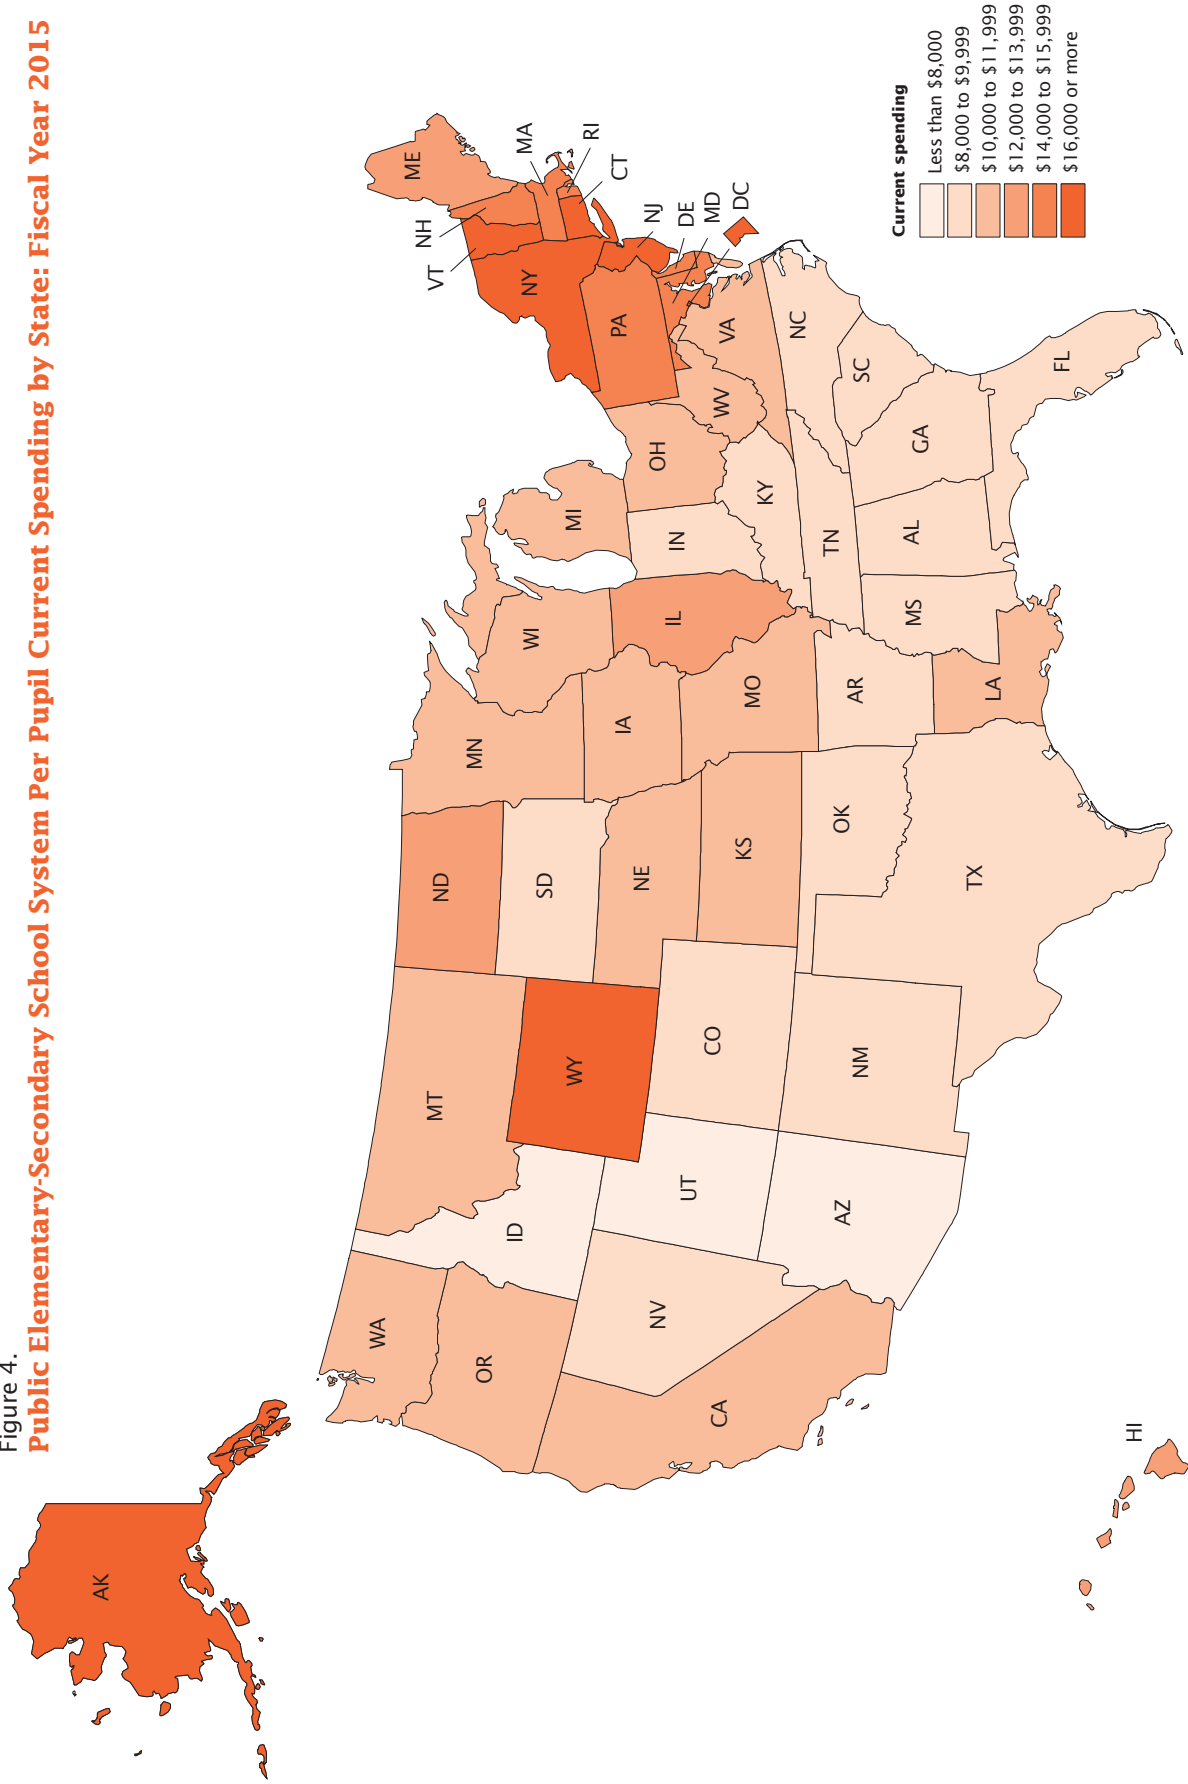 Figure 4.
Public Elementary-Secondary School System Per Pupil Current Spending by State: Fiscal Year 2015
AK
WA
OR
CA
ID
NV
MT
WY
UT
AZ
CO
NM
ND
SD
NE
KS
OK
TX
MN
IA
MO
AR
LA
WI
IL
MS
MI
IN
KY
TN
AL
OH
WV
GA
FL
VA
NC
SC
PA
NY
VT
NH
ME
MA
RI
CT
NJ
DE
MD
DC
HI
Current spending
Less than $8,000
$8,000 to $9,999
$10,000 to $11,999
$12,000 to $13,999
$14,000 to $15,999
$16,000 or more